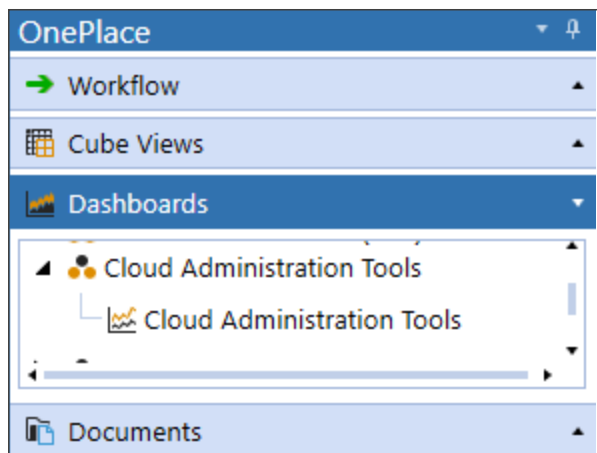 OnePlace
Workflow
Cube Views
Dashboards
Cloud Administration Tools
Cloud Administration Tools
Documents